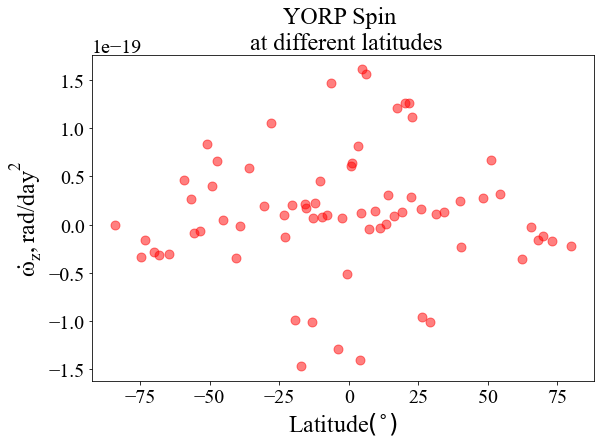 YORP Spin
at different latitudes
1e−19
1.5
1.0
0.5
0.0
−0.5
−1.0
−1.5
ω̇z, rad/day²
−75
−50
−25
0
25
50
75
Latitude(°)